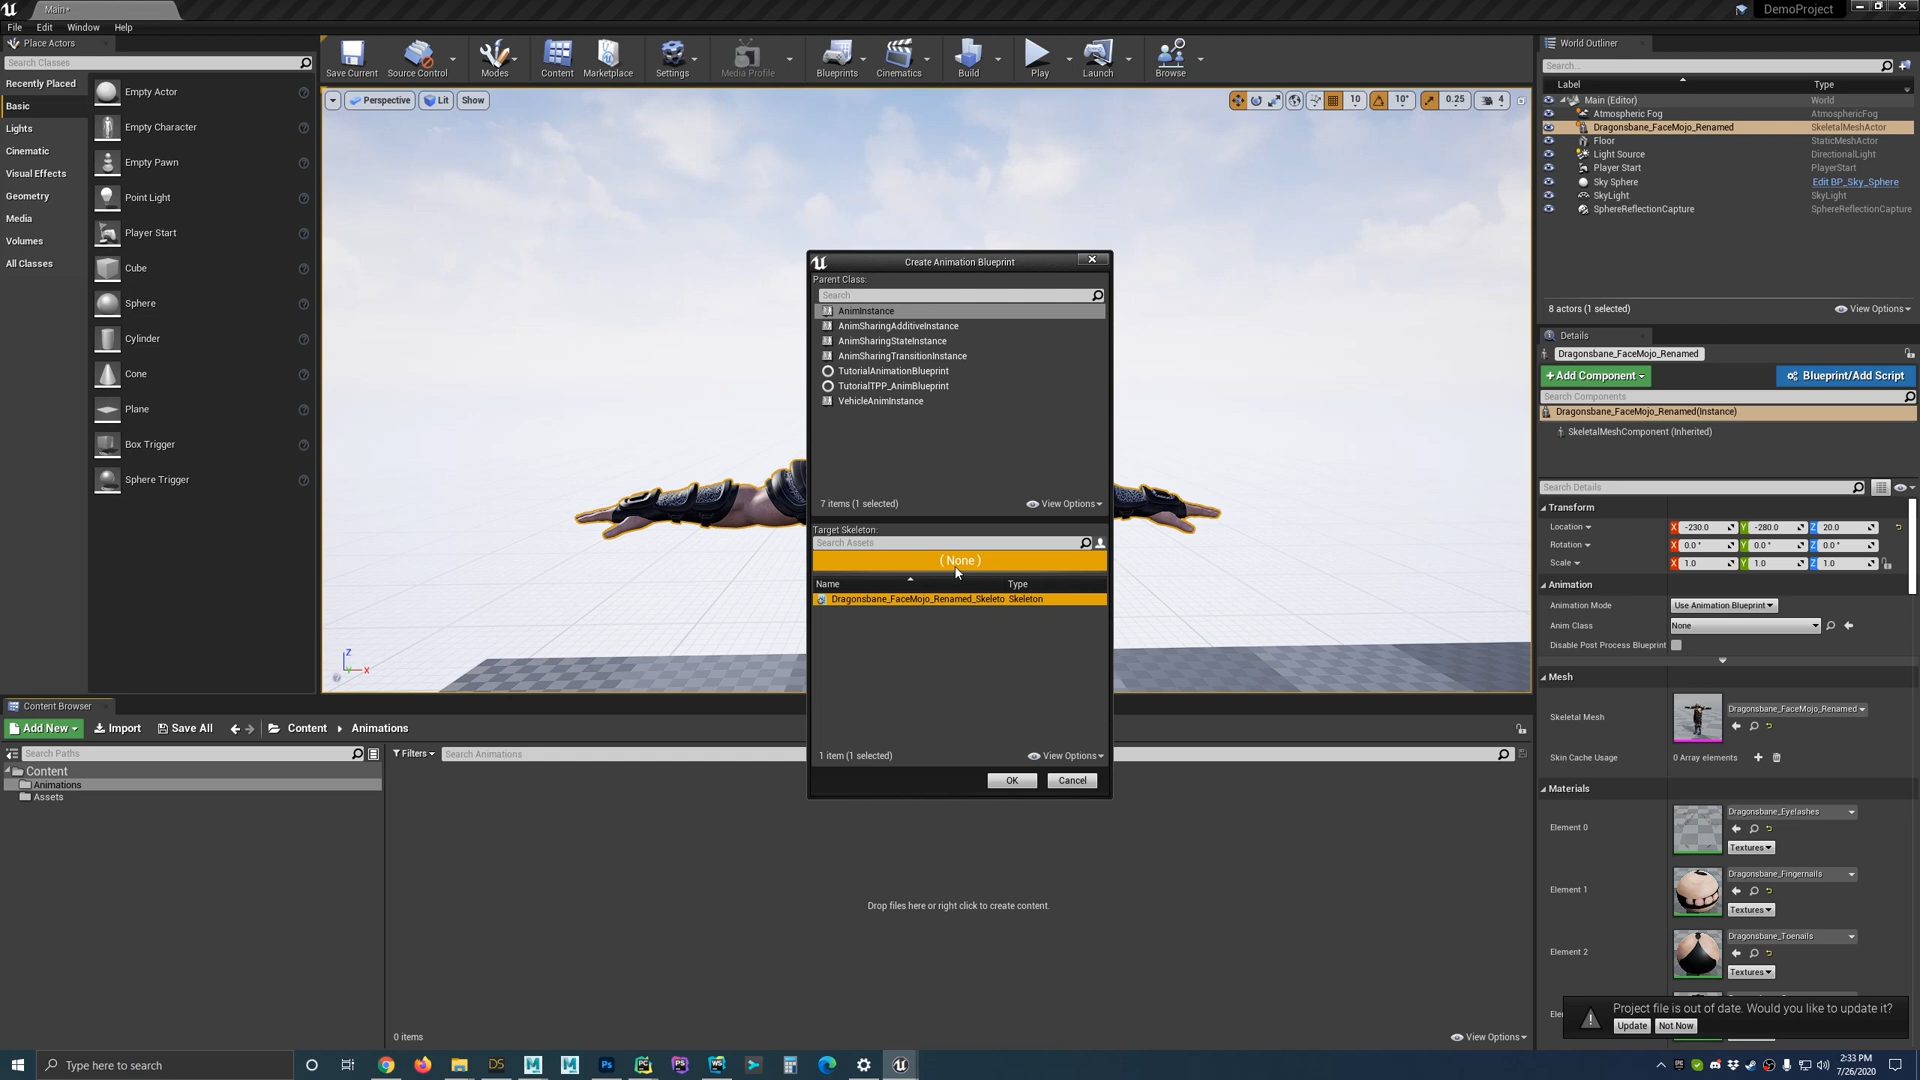 Main*
DemoProject
File Edit Window Help
Place Actors
Search Classes
Recently Placed
Basic
Lights
Cinematic
Visual Effects
Geometry
Media
Volumes
All Classes
Empty Actor
Empty Character
Empty Pawn
Point Light
Player Start
Cube
Sphere
Cylinder
Cone
Plane
Box Trigger
Sphere Trigger
Save Current Source Control Modes Content Marketplace Settings Media Profile Blueprints Cinematics Build Play Launch Browse
Perspective Lit Show
10 10° 0.25 4
Z
Y X
Create Animation Blueprint
Parent Class:
Search
AnimInstance
AnimSharingAdditiveInstance
AnimSharingStateInstance
AnimSharingTransitionInstance
TutorialAnimationBlueprint
TutorialTPP_AnimBlueprint
VehicleAnimInstance
7 items (1 selected) View Options
Target Skeleton:
Search Assets
( None )
Name Type
Dragonsbane_FaceMojo_Renamed_Skeleto Skeleton
1 item (1 selected) View Options
OK Cancel
World Outliner
Search...
Label Type
Main (Editor) World
Atmospheric Fog AtmosphericFog
Dragonsbane_FaceMojo_Renamed SkeletalMeshActor
Floor StaticMeshActor
Light Source DirectionalLight
Player Start PlayerStart
Sky Sphere Edit BP_Sky_Sphere
SkyLight SkyLight
SphereReflectionCapture SphereReflectionCapture
8 actors (1 selected) View Options
Details
Dragonsbane_FaceMojo_Renamed
+Add Component Blueprint/Add Script
Search Components
Dragonsbane_FaceMojo_Renamed(Instance)
SkeletalMeshComponent (Inherited)
Search Details
Transform
Location X -230.0 Y -280.0 Z 20.0
Rotation X 0.0 ° Y 0.0 ° Z 0.0 °
Scale X 1.0 Y 1.0 Z 1.0
Animation
Animation Mode Use Animation Blueprint
Anim Class None
Disable Post Process Blueprint
Mesh
Skeletal Mesh Dragonsbane_FaceMojo_Renamed
Skin Cache Usage 0 Array elements
Materials
Element 0 Dragonsbane_Eyelashes
Textures
Element 1 Dragonsbane_Fingernails
Textures
Element 2 Dragonsbane_Toenails
Textures
Project file is out of date. Would you like to update it?
Update Not Now
Content Browser
Add New Import Save All Content Animations
Search Paths
Filters Search Animations
Content
Animations
Assets
Drop files here or right click to create content.
0 items View Options
Type here to search
2:33 PM
7/26/2020